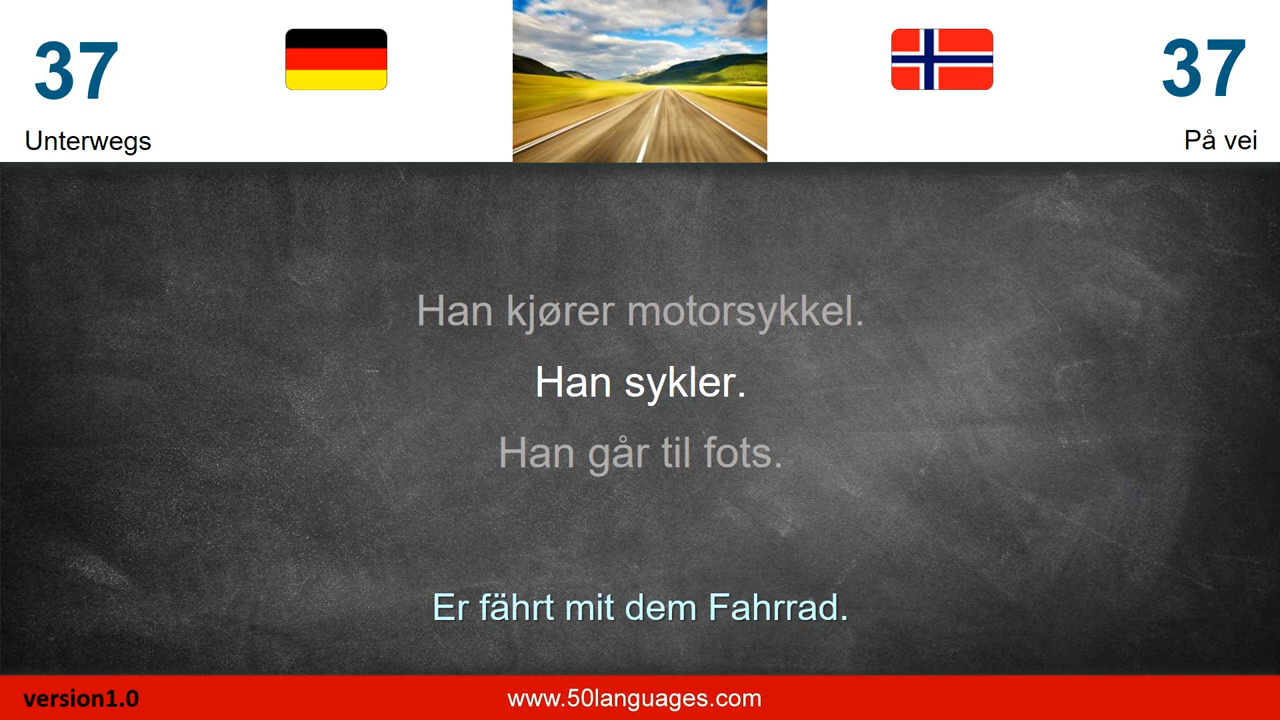 37
37
Unterwegs
På vei
Han kjører motorsykkel.
Han sykler.
Han går til fots.
Er fährt mit dem Fahrrad.
version1.0
www.50languages.com